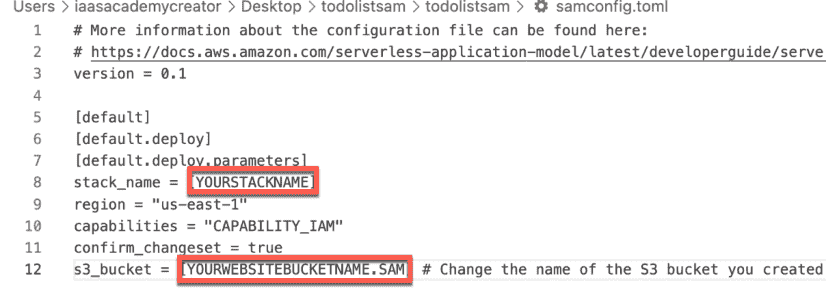 Users > iaasacademycreator > Desktop > todolistsam > todolistsam > samconfig.toml
1 # More information about the configuration file can be found here:
2 # https://docs.aws.amazon.com/serverless-application-model/latest/developerguide/serve
3 version = 0.1
4
5 [default]
6 [default.deploy]
7 [default.deploy.parameters]
8 stack_name = [YOURSTACKNAME]
9 region = "us-east-1"
10 capabilities = "CAPABILITY_IAM"
11 confirm_changeset = true
12 s3_bucket = [YOURWEBSITEBUCKETNAME.SAM] # Change the name of the S3 bucket you created